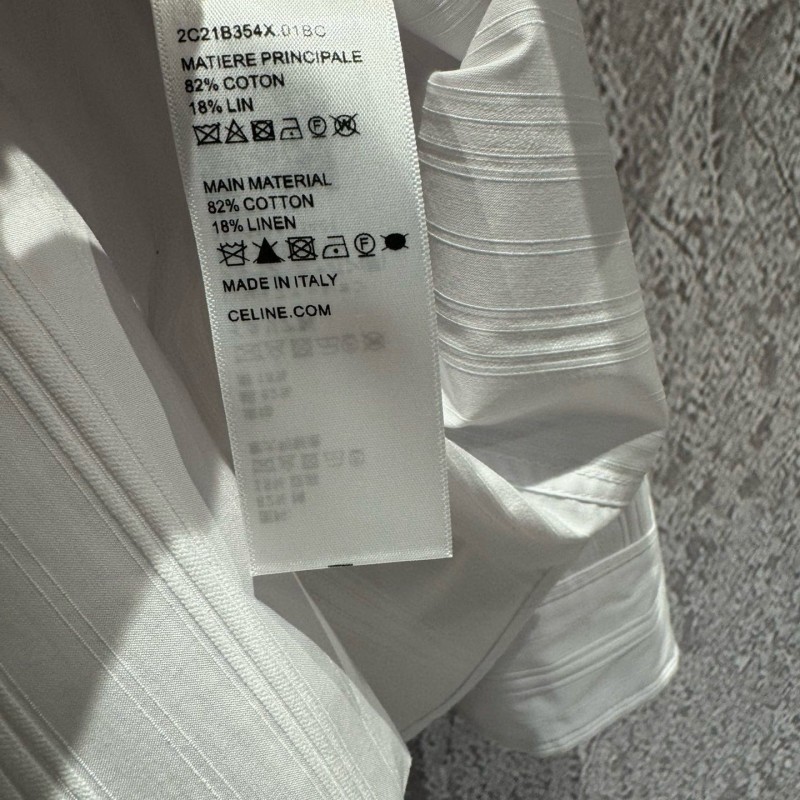 2C21B354X.01BC
MATIERE PRINCIPALE
82% COTON
18% LIN
MAIN MATERIAL
82% COTTON
18% LINEN
MADE IN ITALY
CELINE.COM